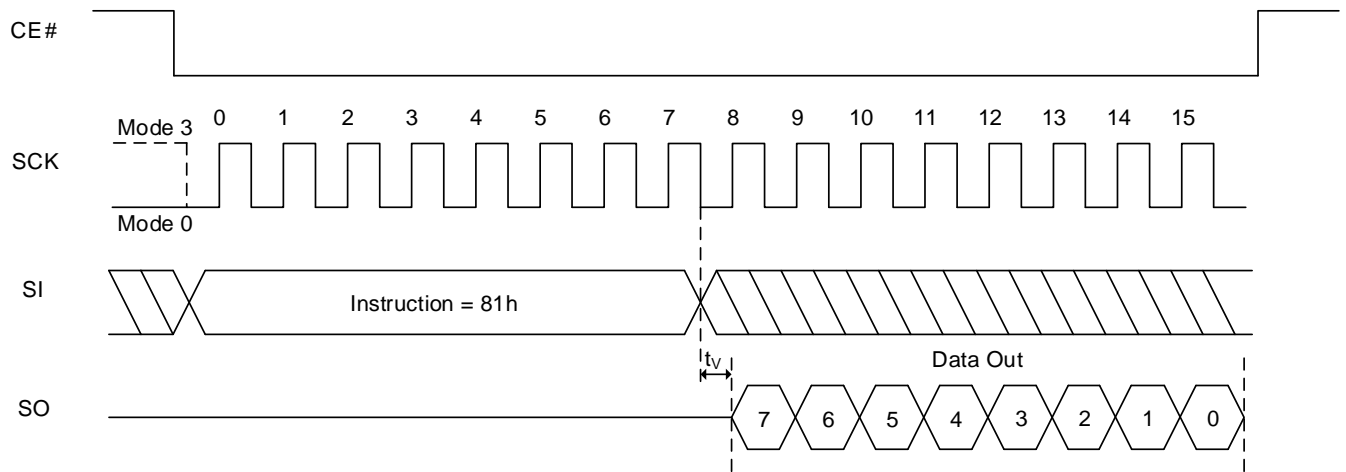 CE#
Mode 3
0 1 2 3 4 5 6 7 8 9 10 11 12 13 14 15
SCK
Mode 0
SI
Instruction = 81h
tV
Data Out
SO
7 6 5 4 3 2 1 0